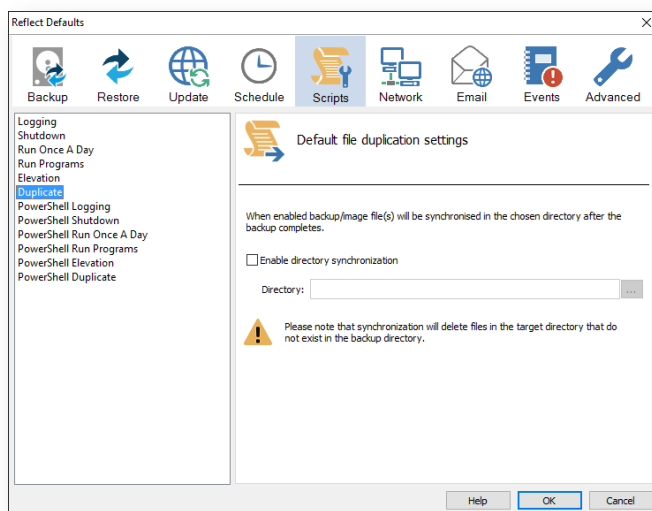 Reflect Defaults
Backup
Restore
Update
Schedule
Scripts
Network
Email
Events
Advanced
Logging
Shutdown
Run Once A Day
Run Programs
Elevation
Duplicate
PowerShell Logging
PowerShell Shutdown
PowerShell Run Once A Day
PowerShell Run Programs
PowerShell Elevation
PowerShell Duplicate
Default file duplication settings
When enabled backup/image file(s) will be synchronised in the chosen directory after the
backup completes.
Enable directory synchronization
Directory:
...
Please note that synchronization will delete files in the target directory that do
not exist in the backup directory.
Help
OK
Cancel